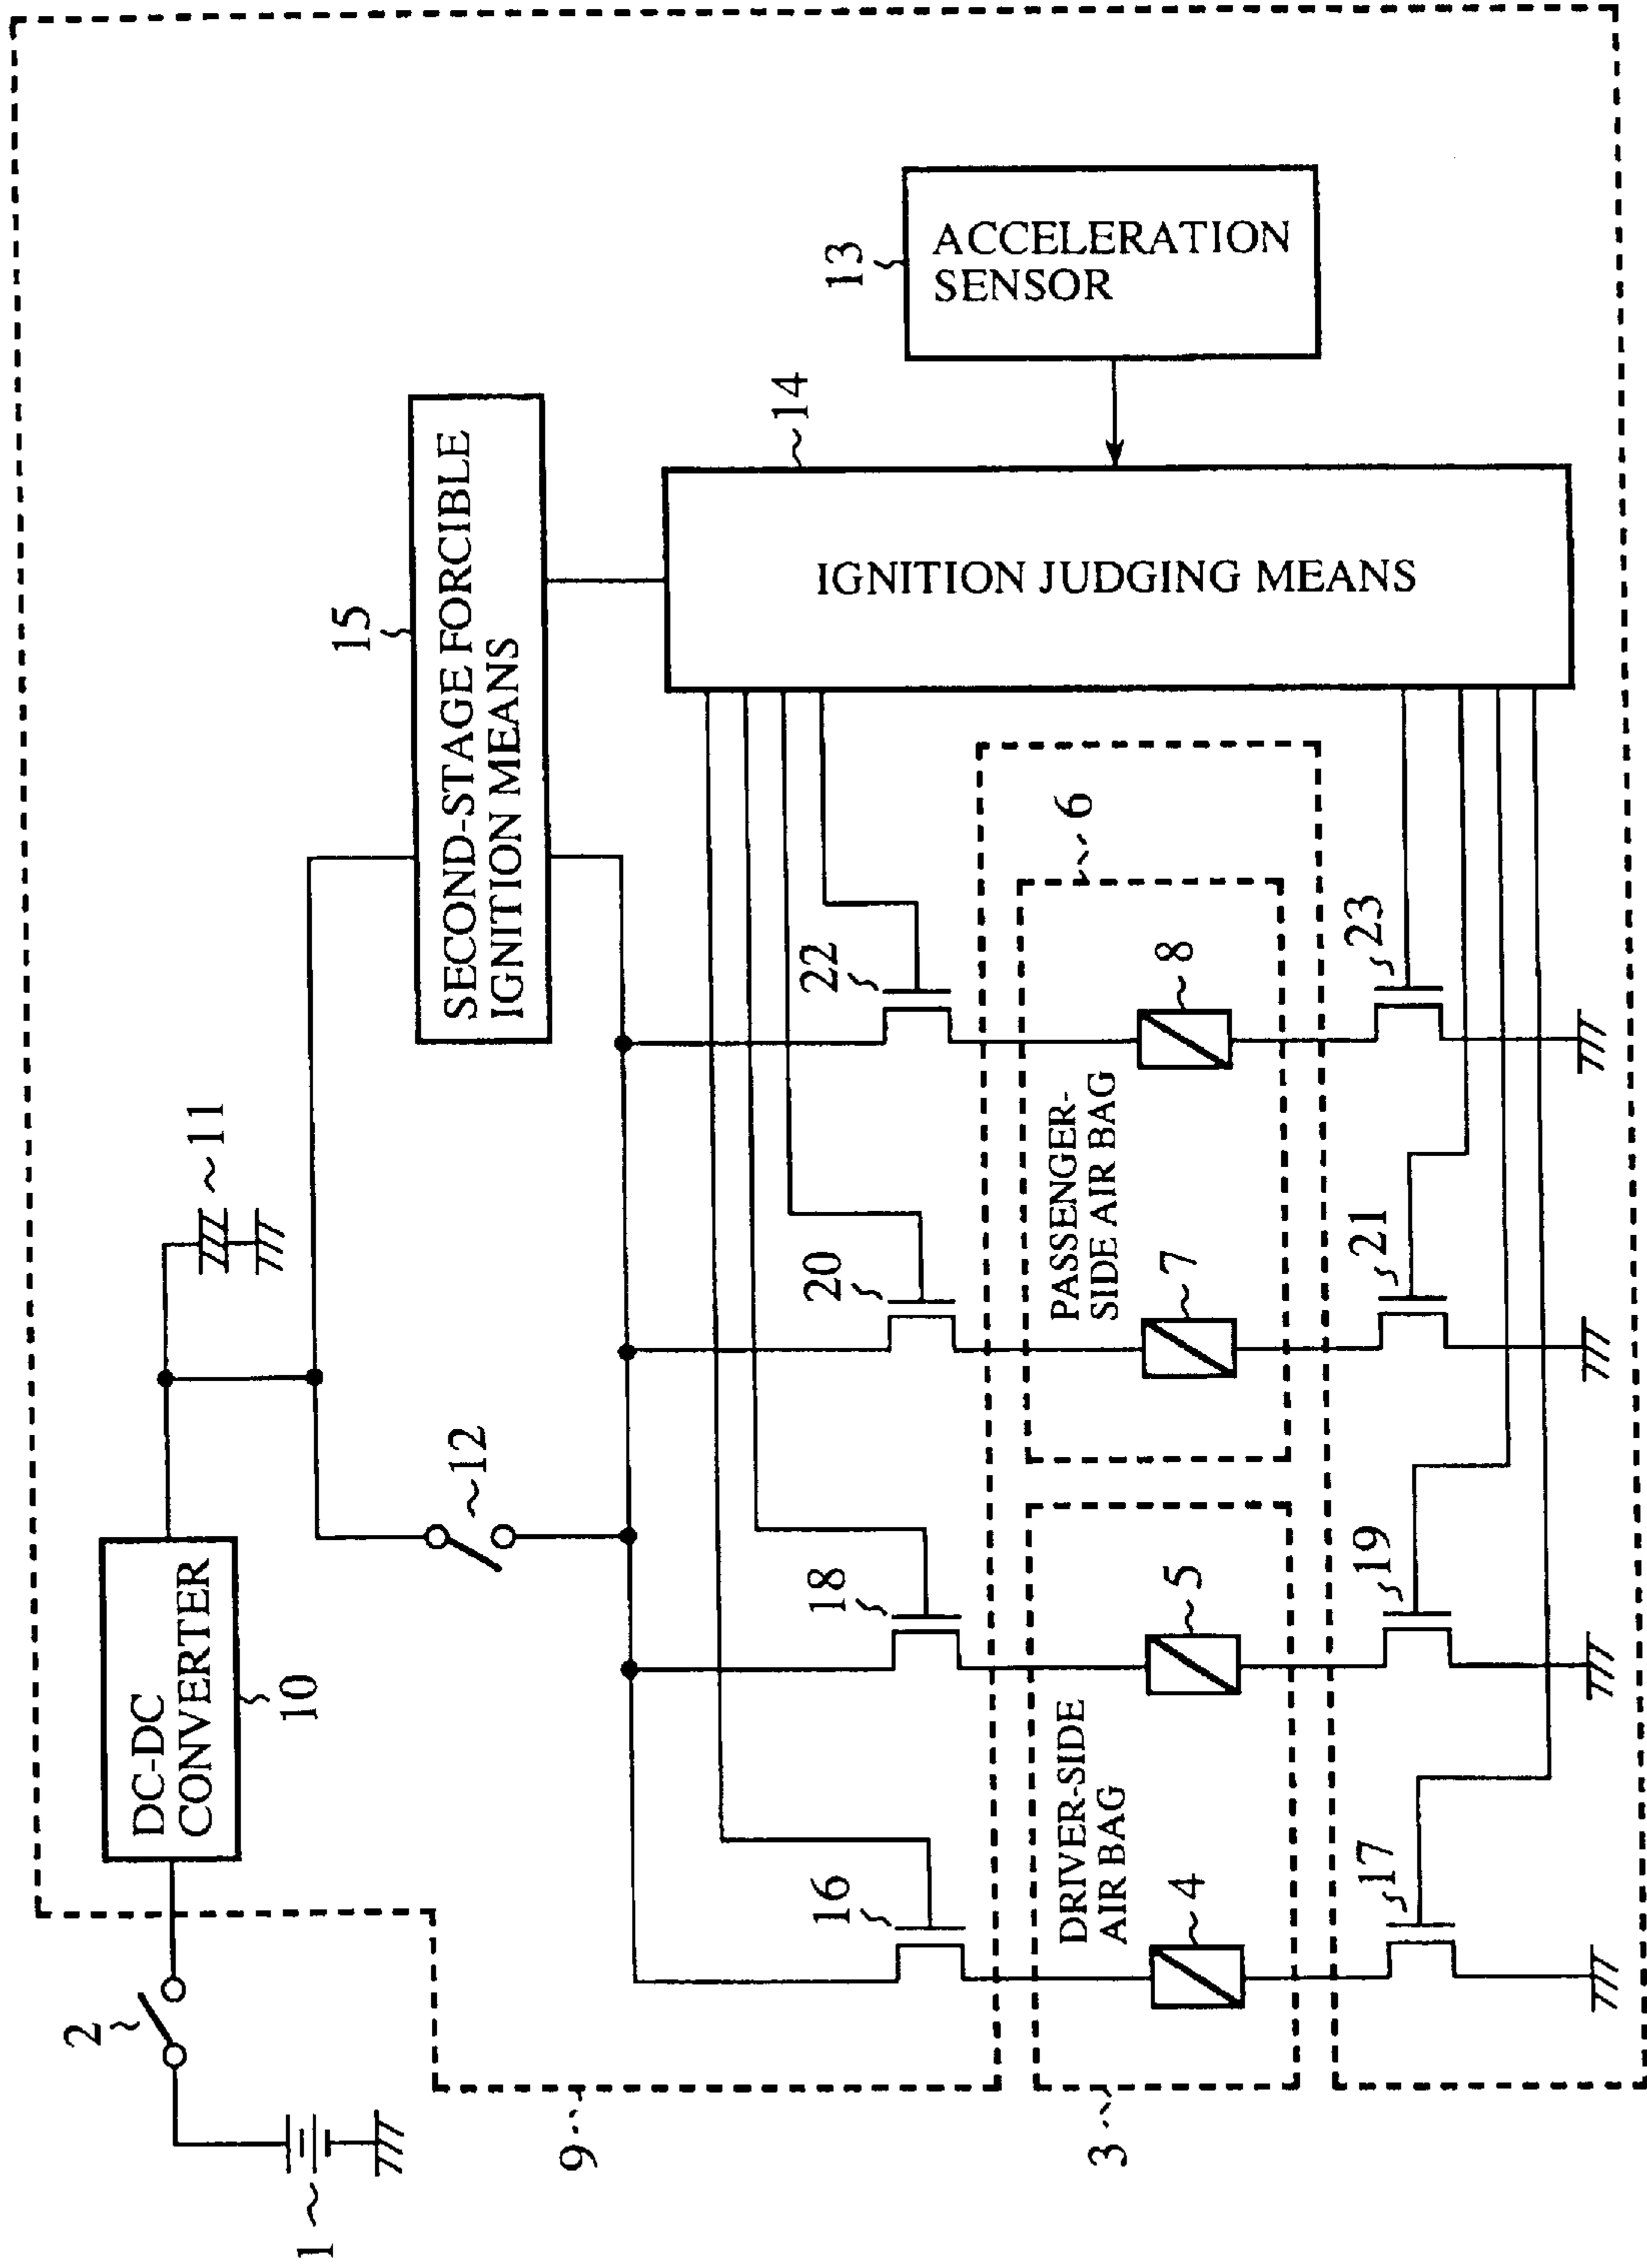 1
2
DC-DC
CONVERTER
10
11
12
15
SECOND-STAGE FORCIBLE
IGNITION MEANS
14
IGNITION JUDGING MEANS
13
ACCELERATION
SENSOR
9
16
18
20
22
3
DRIVER-SIDE
AIR BAG
4
5
PASSENGER-
SIDE AIR BAG
6
7
8
17
19
21
23